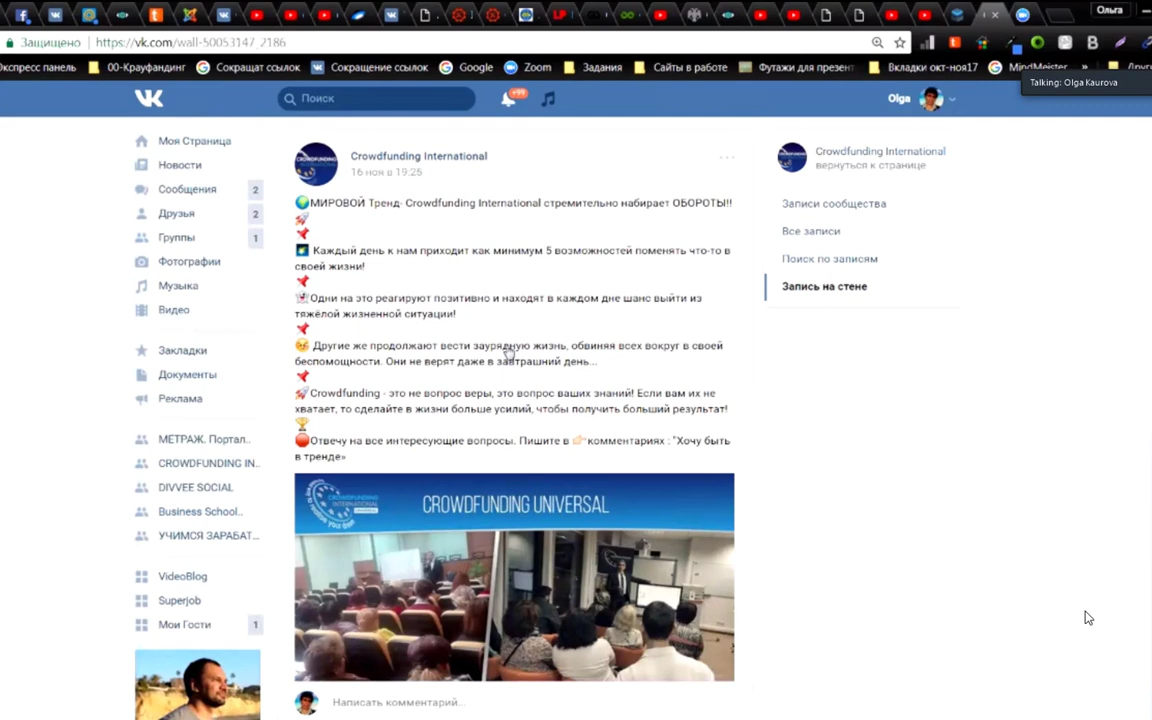 Ольга
Защищено
https://vk.com/wall-50053147_2186
Экспресс панель
00-Краудфандинг
Сократит ссылок
Сокращение ссылок
Google
Zoom
Задания
Сайты в работе
Футажи для презент
Вкладки окт-ноя17
MindMeister
»
Talking: Olga Kaurova
Поиск
+99
Olga
Моя Страница
Новости
Сообщения 2
Друзья 2
Группы 1
Фотографии
Музыка
Видео
Закладки
Документы
Реклама
МЕТРАЖ. Портал..
CROWDFUNDING IN..
DIVVEE SOCIAL
Business School..
УЧИМСЯ ЗАРАБАТ...
VideoBlog
Superjob
Мои Гости 1
Crowdfunding International
16 ноя в 19:25
МИРОВОЙ Тренд- Crowdfunding International стремительно набирает ОБОРОТЫ!!
Каждый день к нам приходит как минимум 5 возможностей поменять что-то в
своей жизни!
Одни на это реагируют позитивно и находят в каждом дне шанс выйти из
тяжёлой жизненной ситуации!
Другие же продолжают вести заурядную жизнь, обвиняя всех вокруг в своей
беспомощности. Они не верят даже в завтрашний день...
Crowdfunding - это не вопрос веры, это вопрос ваших знаний! Если вам их не
хватает, то сделайте в жизни больше усилий, чтобы получить больший результат!
Отвечу на все интересующие вопросы. Пишите в комментариях : "Хочу быть
в тренде»
CROWDFUNDING
INTERNATIONAL
CROWDFUNDING UNIVERSAL
Написать комментарий...
Crowdfunding International
вернуться к странице
Записи сообщества
Все записи
Поиск по записям
Запись на стене